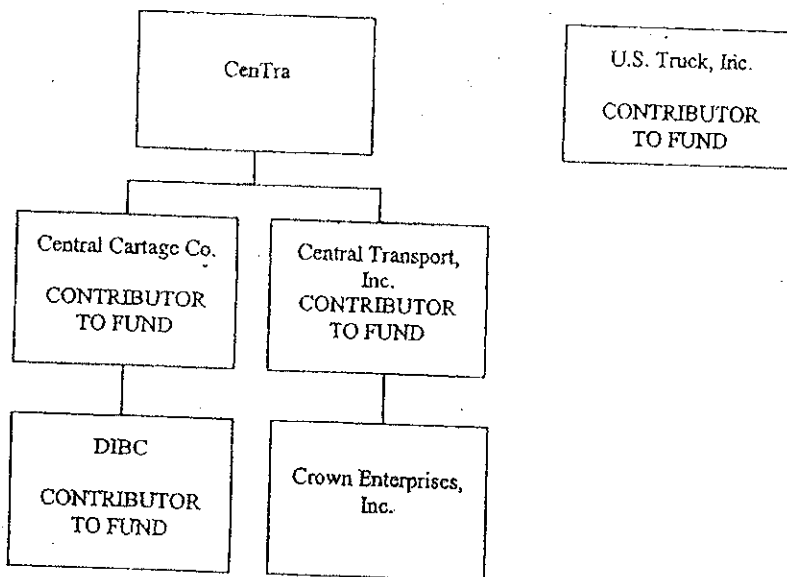 CenTra
U.S. Truck, Inc.
CONTRIBUTOR
TO FUND
Central Cartage Co.
CONTRIBUTOR
TO FUND
Central Transport,
Inc.
CONTRIBUTOR
TO FUND
DIBC
CONTRIBUTOR
TO FUND
Crown Enterprises,
Inc.